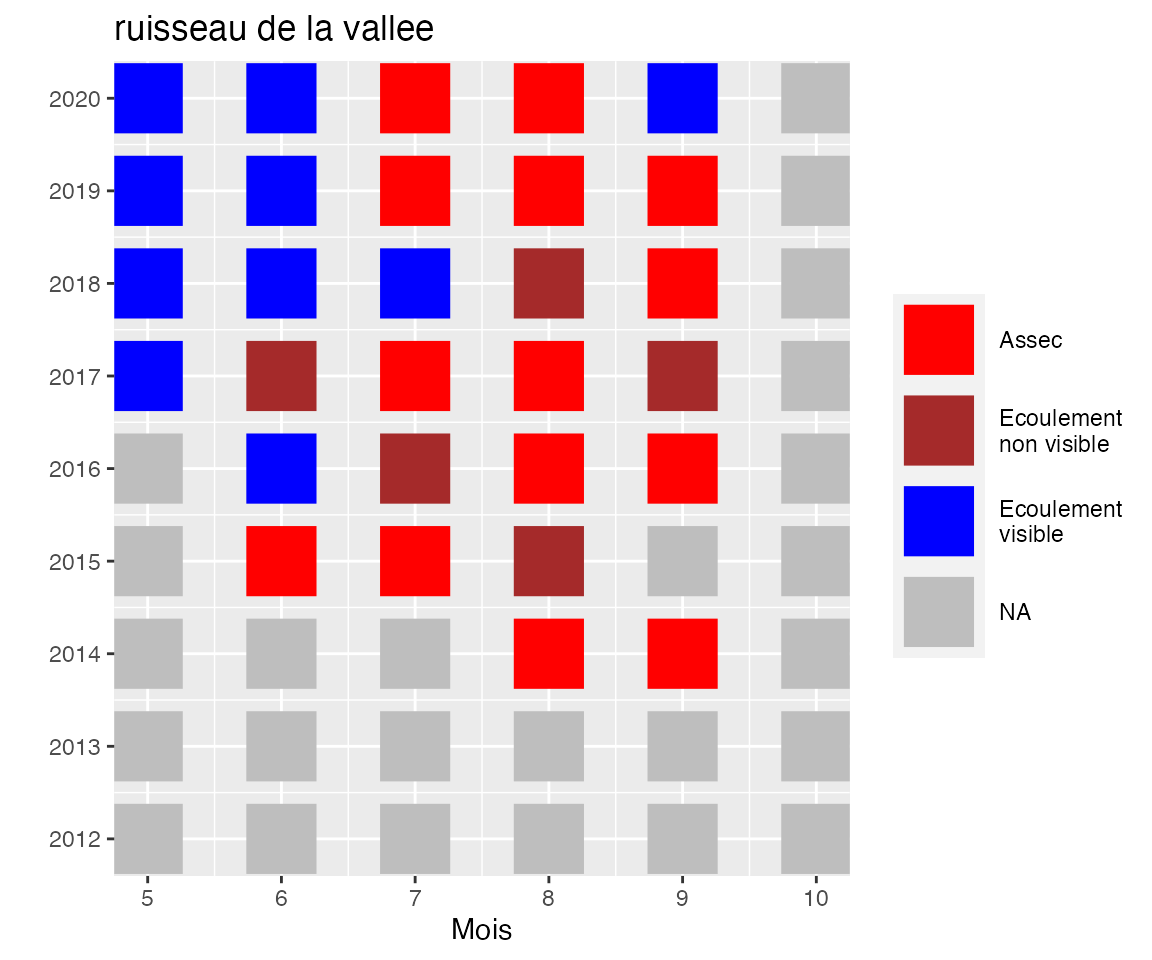 ruisseau de la vallee
2020
2019
2018
2017
2016
2015
2014
2013
2012
5 6 7 8 9 10
Mois
Assec
Ecoulement
non visible
Ecoulement
visible
NA